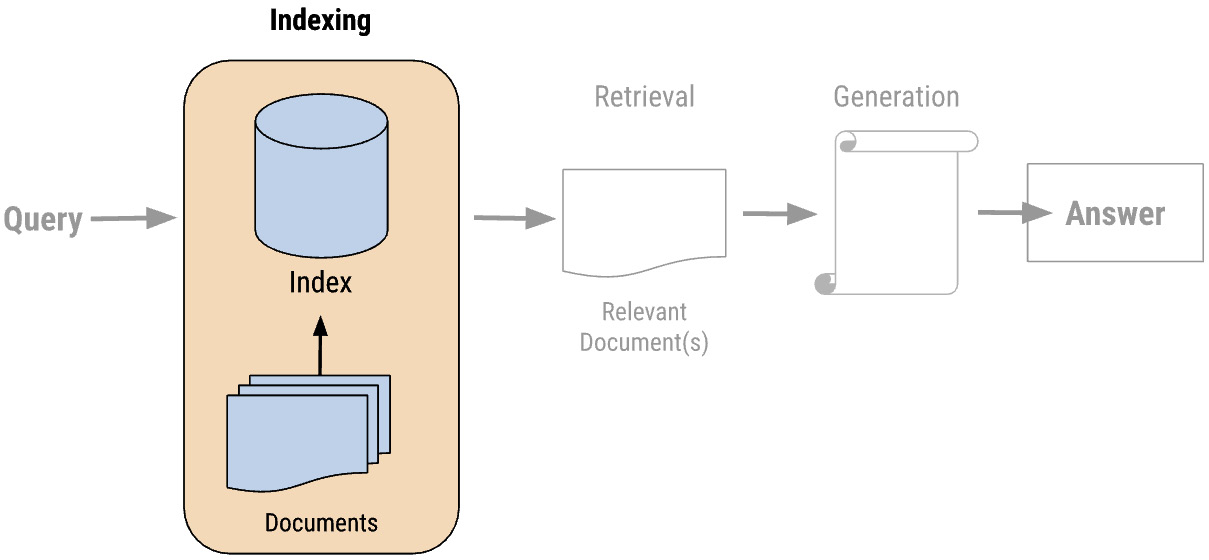 Indexing
Retrieval
Generation
Query
Answer
Index
Relevant
Document(s)
Documents